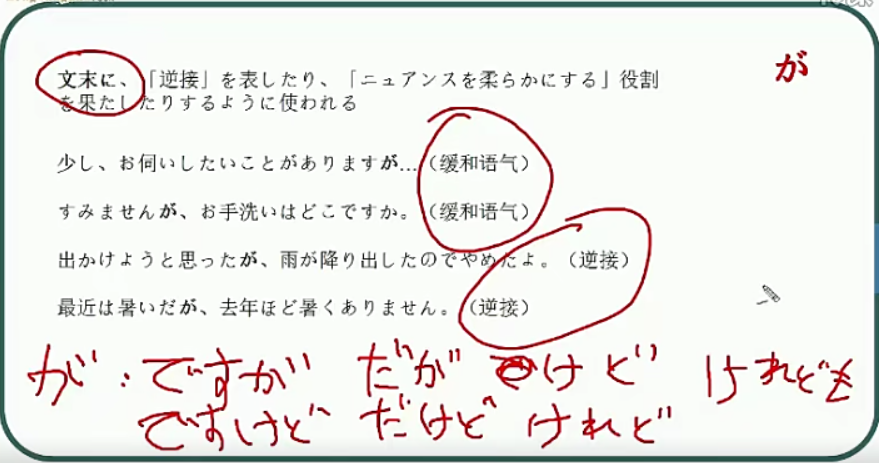 が
文末に、「逆接」を表したり、「ニュアンスを柔らかにする」役割
を果たしたりするように使われる
少し、お伺いしたいことがありますが…（缓和语气）
すみませんが、お手洗いはどこですか。（缓和语气）
出かけようと思ったが、雨が降り出したのでやめたよ。（逆接）
最近は暑いだが、去年ほど暑くありません。（逆接）
が：ですが だが けど けれども
ですけど だけど けれど